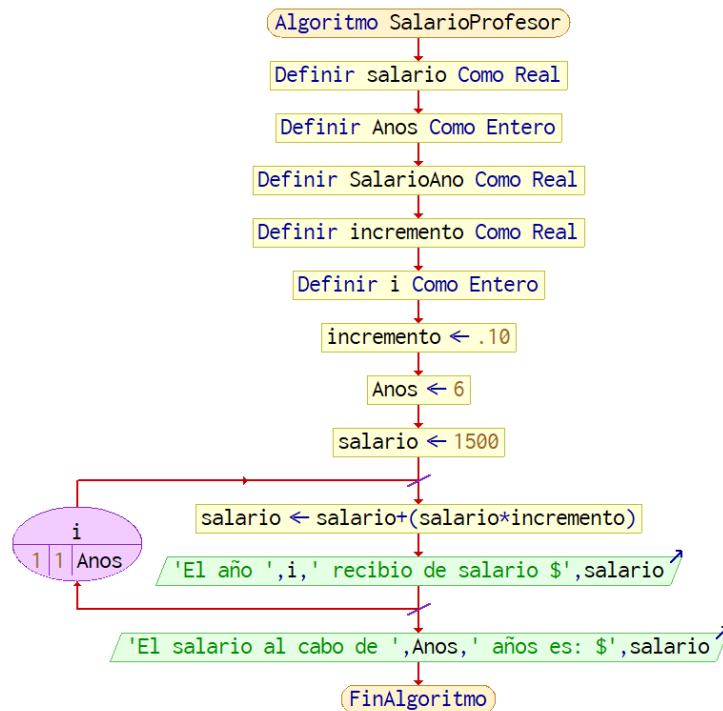 Algoritmo SalarioProfesor
Definir salario Como Real
Definir Anos Como Entero
Definir SalarioAno Como Real
Definir incremento Como Real
Definir i Como Entero
incremento ← .10
Anos ← 6
salario ← 1500
i
1 1 Anos
salario ← salario+(salario*incremento)
'El año ',i,' recibio de salario $',salario
'El salario al cabo de ',Anos,' años es: $',salario
FinAlgoritmo